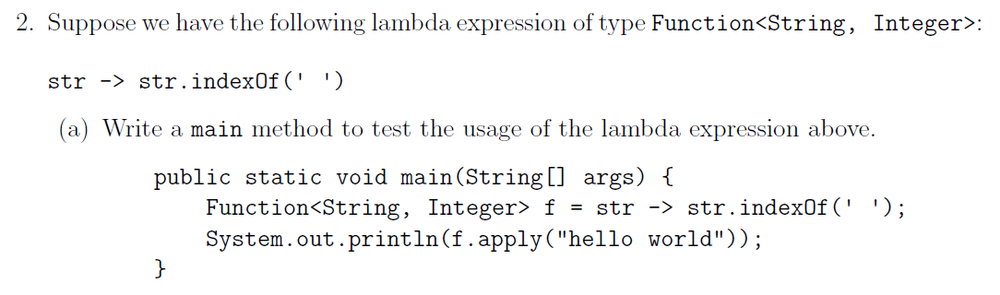 2. Suppose we have the following lambda expression of type Function<String, Integer>:
str -> str.indexOf(' ')
(a) Write a main method to test the usage of the lambda expression above.
public static void main(String[] args) {
    Function<String, Integer> f = str -> str.indexOf(' ');
    System.out.println(f.apply("hello world"));
}